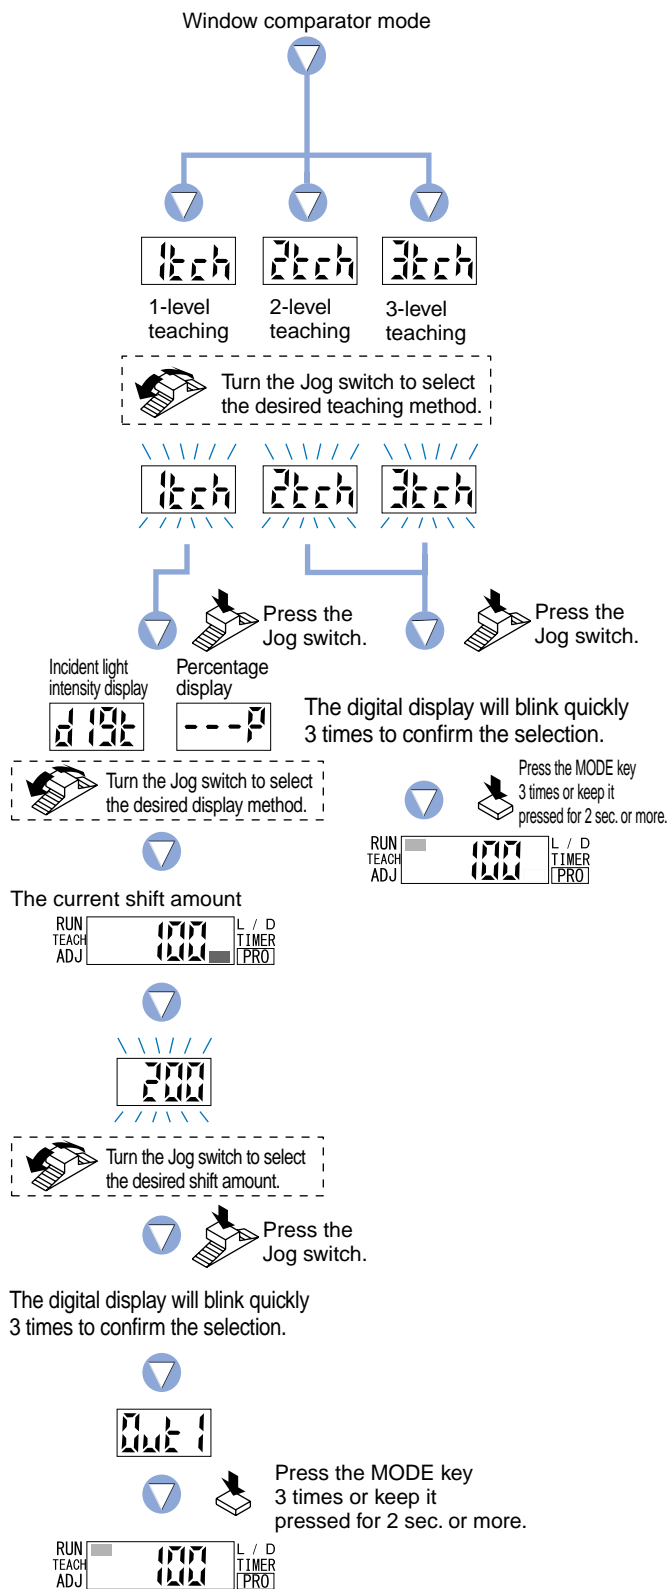 Window comparator mode
1tch 2tch 3tch
1-level
teaching
2-level
teaching
3-level
teaching
Turn the Jog switch to select
the desired teaching method.
1tch 2tch 3tch
Press the
Jog switch.
Press the
Jog switch.
Incident light
intensity display
Percentage
display
d19t ---P
The digital display will blink quickly
3 times to confirm the selection.
Turn the Jog switch to select
the desired display method.
Press the MODE key
3 times or keep it
pressed for 2 sec. or more.
RUN L / D
TEACH 100 TIMER
ADJ PRO
The current shift amount
RUN L / D
TEACH 100 TIMER
ADJ PRO
200
Turn the Jog switch to select
the desired shift amount.
Press the
Jog switch.
The digital display will blink quickly
3 times to confirm the selection.
Out1
Press the MODE key
3 times or keep it
pressed for 2 sec. or more.
RUN L / D
TEACH 100 TIMER
ADJ PRO